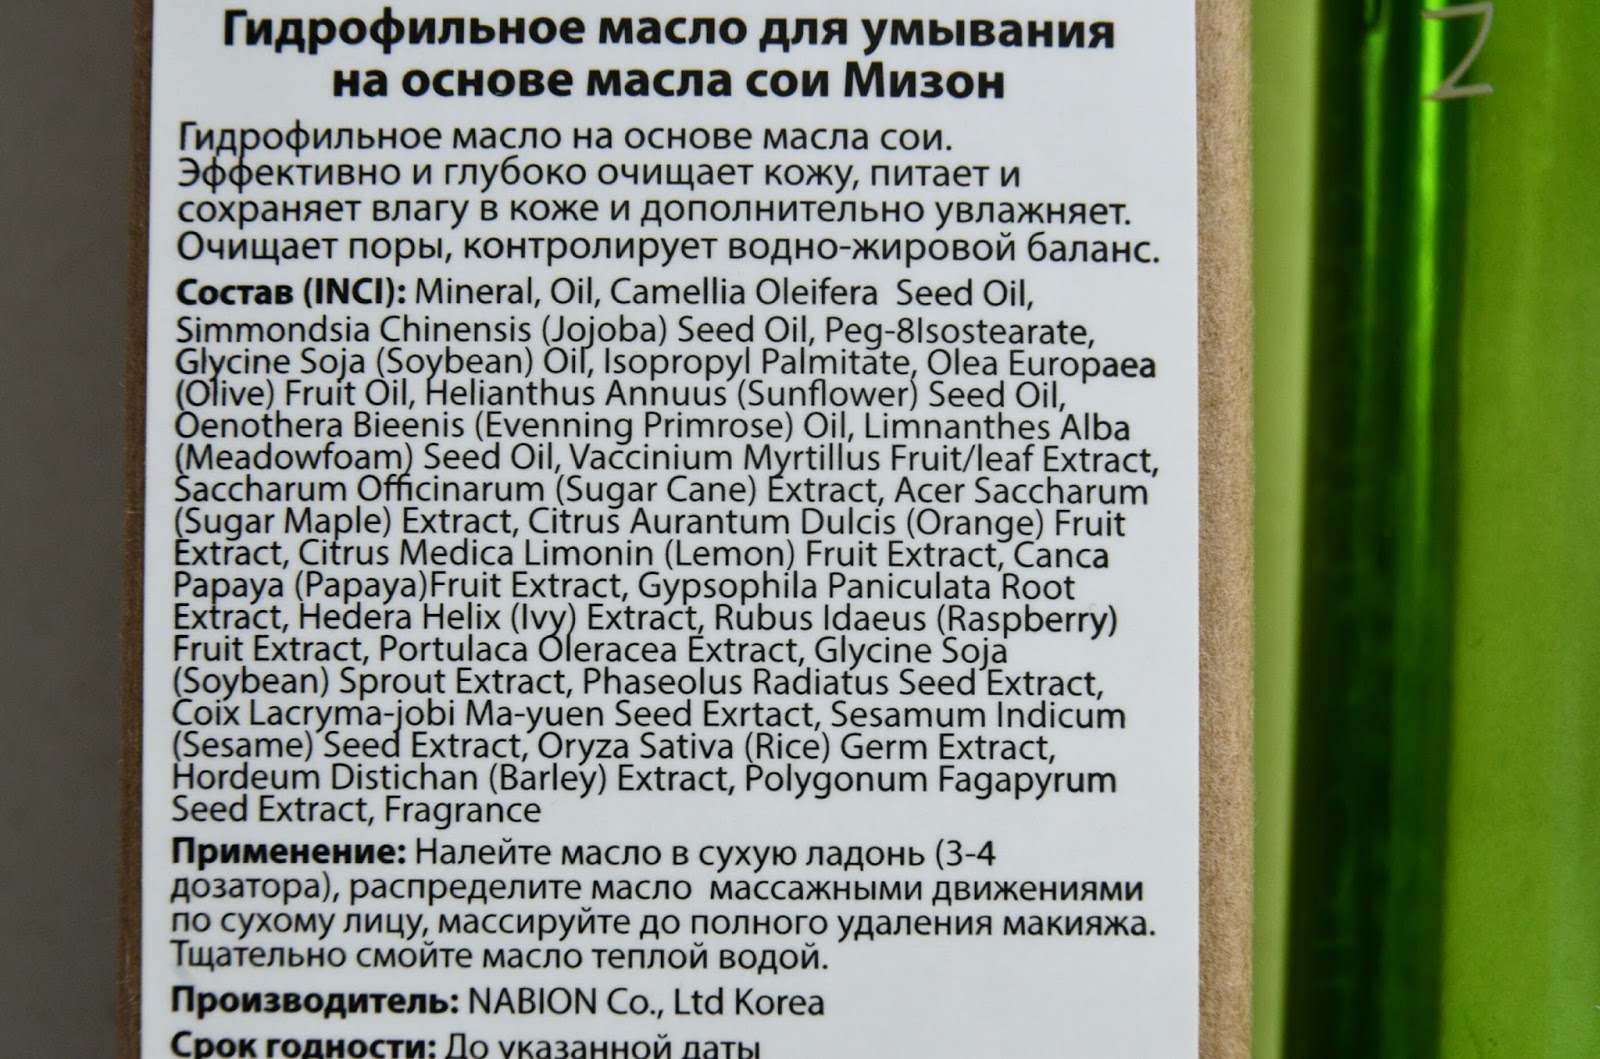 Гидрофильное масло для умывания
на основе масла сои Мизон
Гидрофильное масло на основе масла сои.
Эффективно и глубоко очищает кожу, питает и
сохраняет влагу в коже и дополнительно увлажняет.
Очищает поры, контролирует водно-жировой баланс.
Состав (INCI): Mineral, Oil, Camellia Oleifera Seed Oil,
Simmondsia Chinensis (Jojoba) Seed Oil, Peg-8Isostearate,
Glycine Soja (Soybean) Oil, Isopropyl Palmitate, Olea Europaea
(Olive) Fruit Oil, Helianthus Annuus (Sunflower) Seed Oil,
Oenothera Bieenis (Evenning Primrose) Oil, Limnanthes Alba
(Meadowfoam) Seed Oil, Vaccinium Myrtillus Fruit/leaf Extract,
Saccharum Officinarum (Sugar Cane) Extract, Acer Saccharum
(Sugar Maple) Extract, Citrus Aurantum Dulcis (Orange) Fruit
Extract, Citrus Medica Limonin (Lemon) Fruit Extract, Canca
Papaya (Papaya)Fruit Extract, Gypsophila Paniculata Root
Extract, Hedera Helix (Ivy) Extract, Rubus Idaeus (Raspberry)
Fruit Extract, Portulaca Oleracea Extract, Glycine Soja
(Soybean) Sprout Extract, Phaseolus Radiatus Seed Extract,
Coix Lacryma-jobi Ma-yuen Seed Exrtact, Sesamum Indicum
(Sesame) Seed Extract, Oryza Sativa (Rice) Germ Extract,
Hordeum Distichan (Barley) Extract, Polygonum Fagapyrum
Seed Extract, Fragrance
Применение: Налейте масло в сухую ладонь (3-4
дозатора), распределите масло массажными движениями
по сухому лицу, массируйте до полного удаления макияжа.
Тщательно смойте масло теплой водой.
Производитель: NABION Co., Ltd Korea
Срок годности: До указанной даты
Z